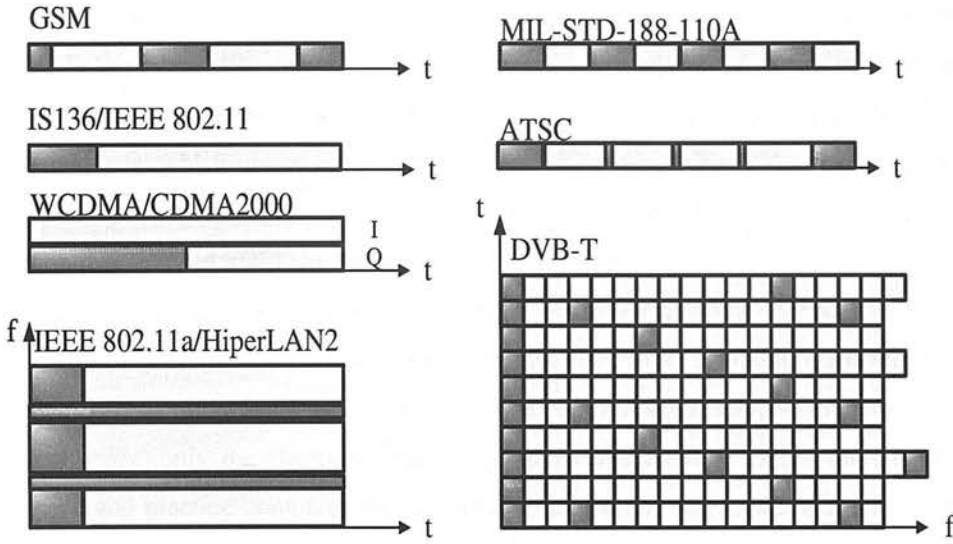 GSM
t
IS136/IEEE 802.11
t
WCDMA/CDMA2000
I
Q
t
f
IEEE 802.11a/HiperLAN2
t
MIL-STD-188-110A
t
ATSC
t
t
DVB-T
f